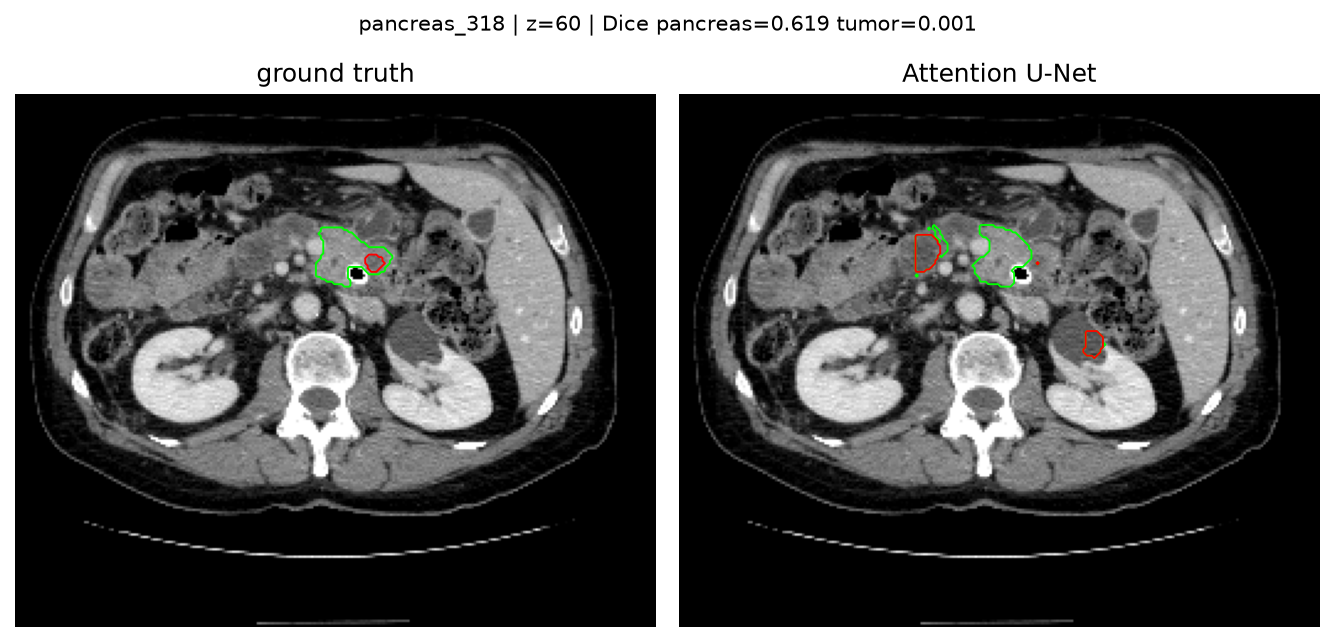 pancreas_318 | z=60 | Dice pancreas=0.619 tumor=0.001
ground truth
Attention U-Net